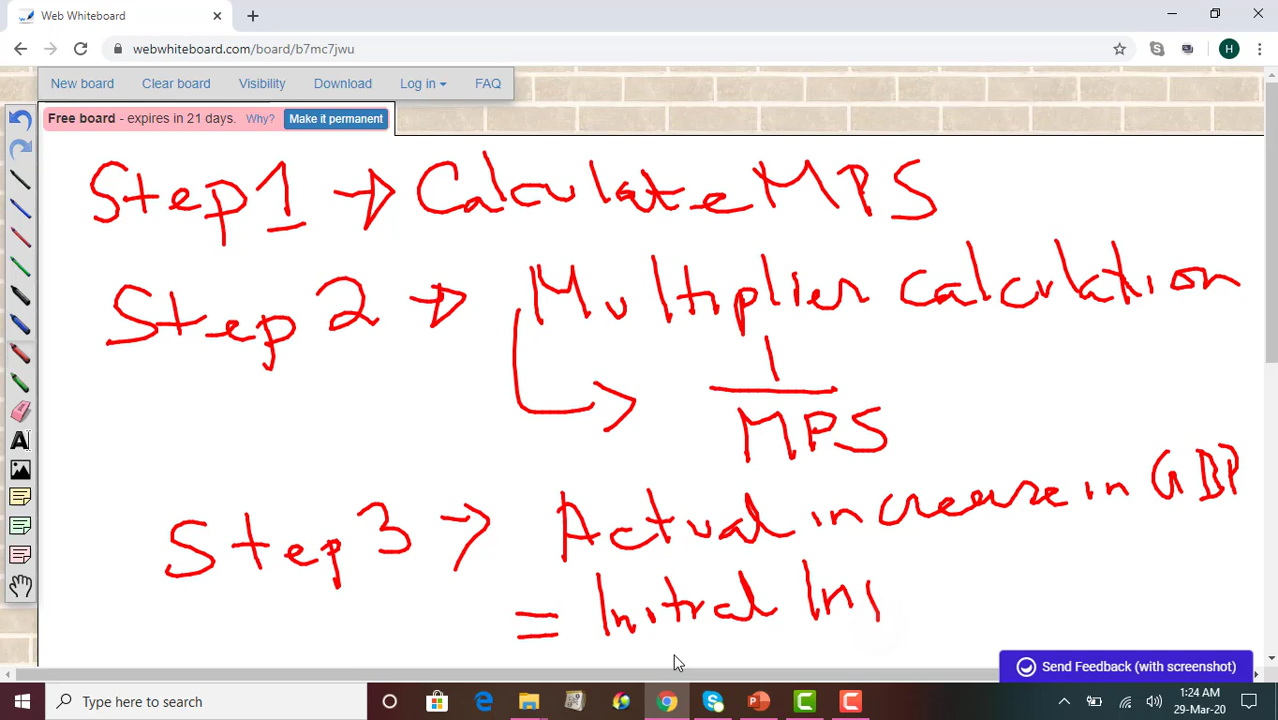 Web Whiteboard
webwhiteboard.com/board/b7mc7jwu
H
New board Clear board Visibility Download Log in FAQ
Free board - expires in 21 days. Why? Make it permanent
Step 1 → Calculate MPS
Step 2 → Multiplier Calculation
1
MPS
A
Step 3 → Actual increase in GDP
= Initial In
Send Feedback (with screenshot)
Type here to search
1:24 AM
29-Mar-20